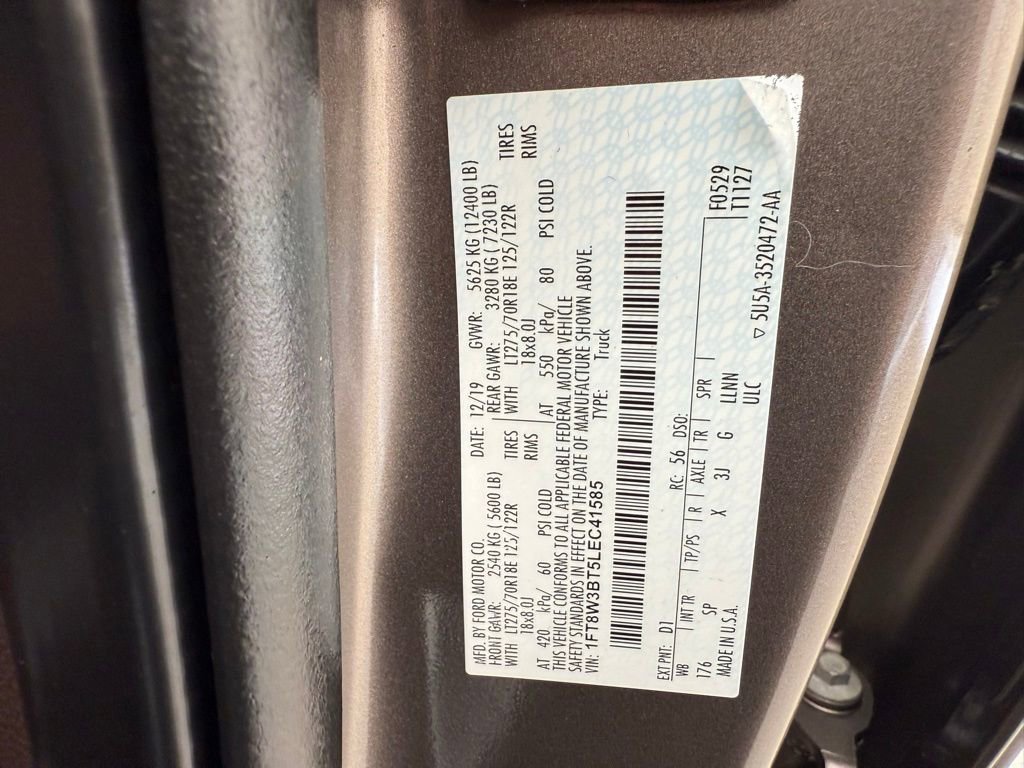 MFD. BY FORD MOTOR CO.
DATE: 12/19 GVWR: 5625 KG (12400 LB)
FRONT GAWR: 2540 KG ( 5600 LB) REAR GAWR: 3280 KG ( 7230 LB)
WITH LT275/70R18E 125/122R TIRES WITH LT275/70R18E 125/122R TIRES
18x8.0J RIMS 18x8.0J RIMS
AT 420 kPa/ 60 PSI COLD AT 550 kPa/ 80 PSI COLD
THIS VEHICLE CONFORMS TO ALL APPLICABLE FEDERAL MOTOR VEHICLE
SAFETY STANDARDS IN EFFECT ON THE DATE OF MANUFACTURE SHOWN ABOVE.
VIN: 1FT8W3BT5LEC41585 TYPE: Truck
EXT PNT: D1 RC: 56 DSO:
WB INT TR TP/PS R AXLE TR SPR F0529
176 SP X 3J G LLNN T1127
MADE IN U.S.A. ULC ▽ 5U5A-3520472-AA